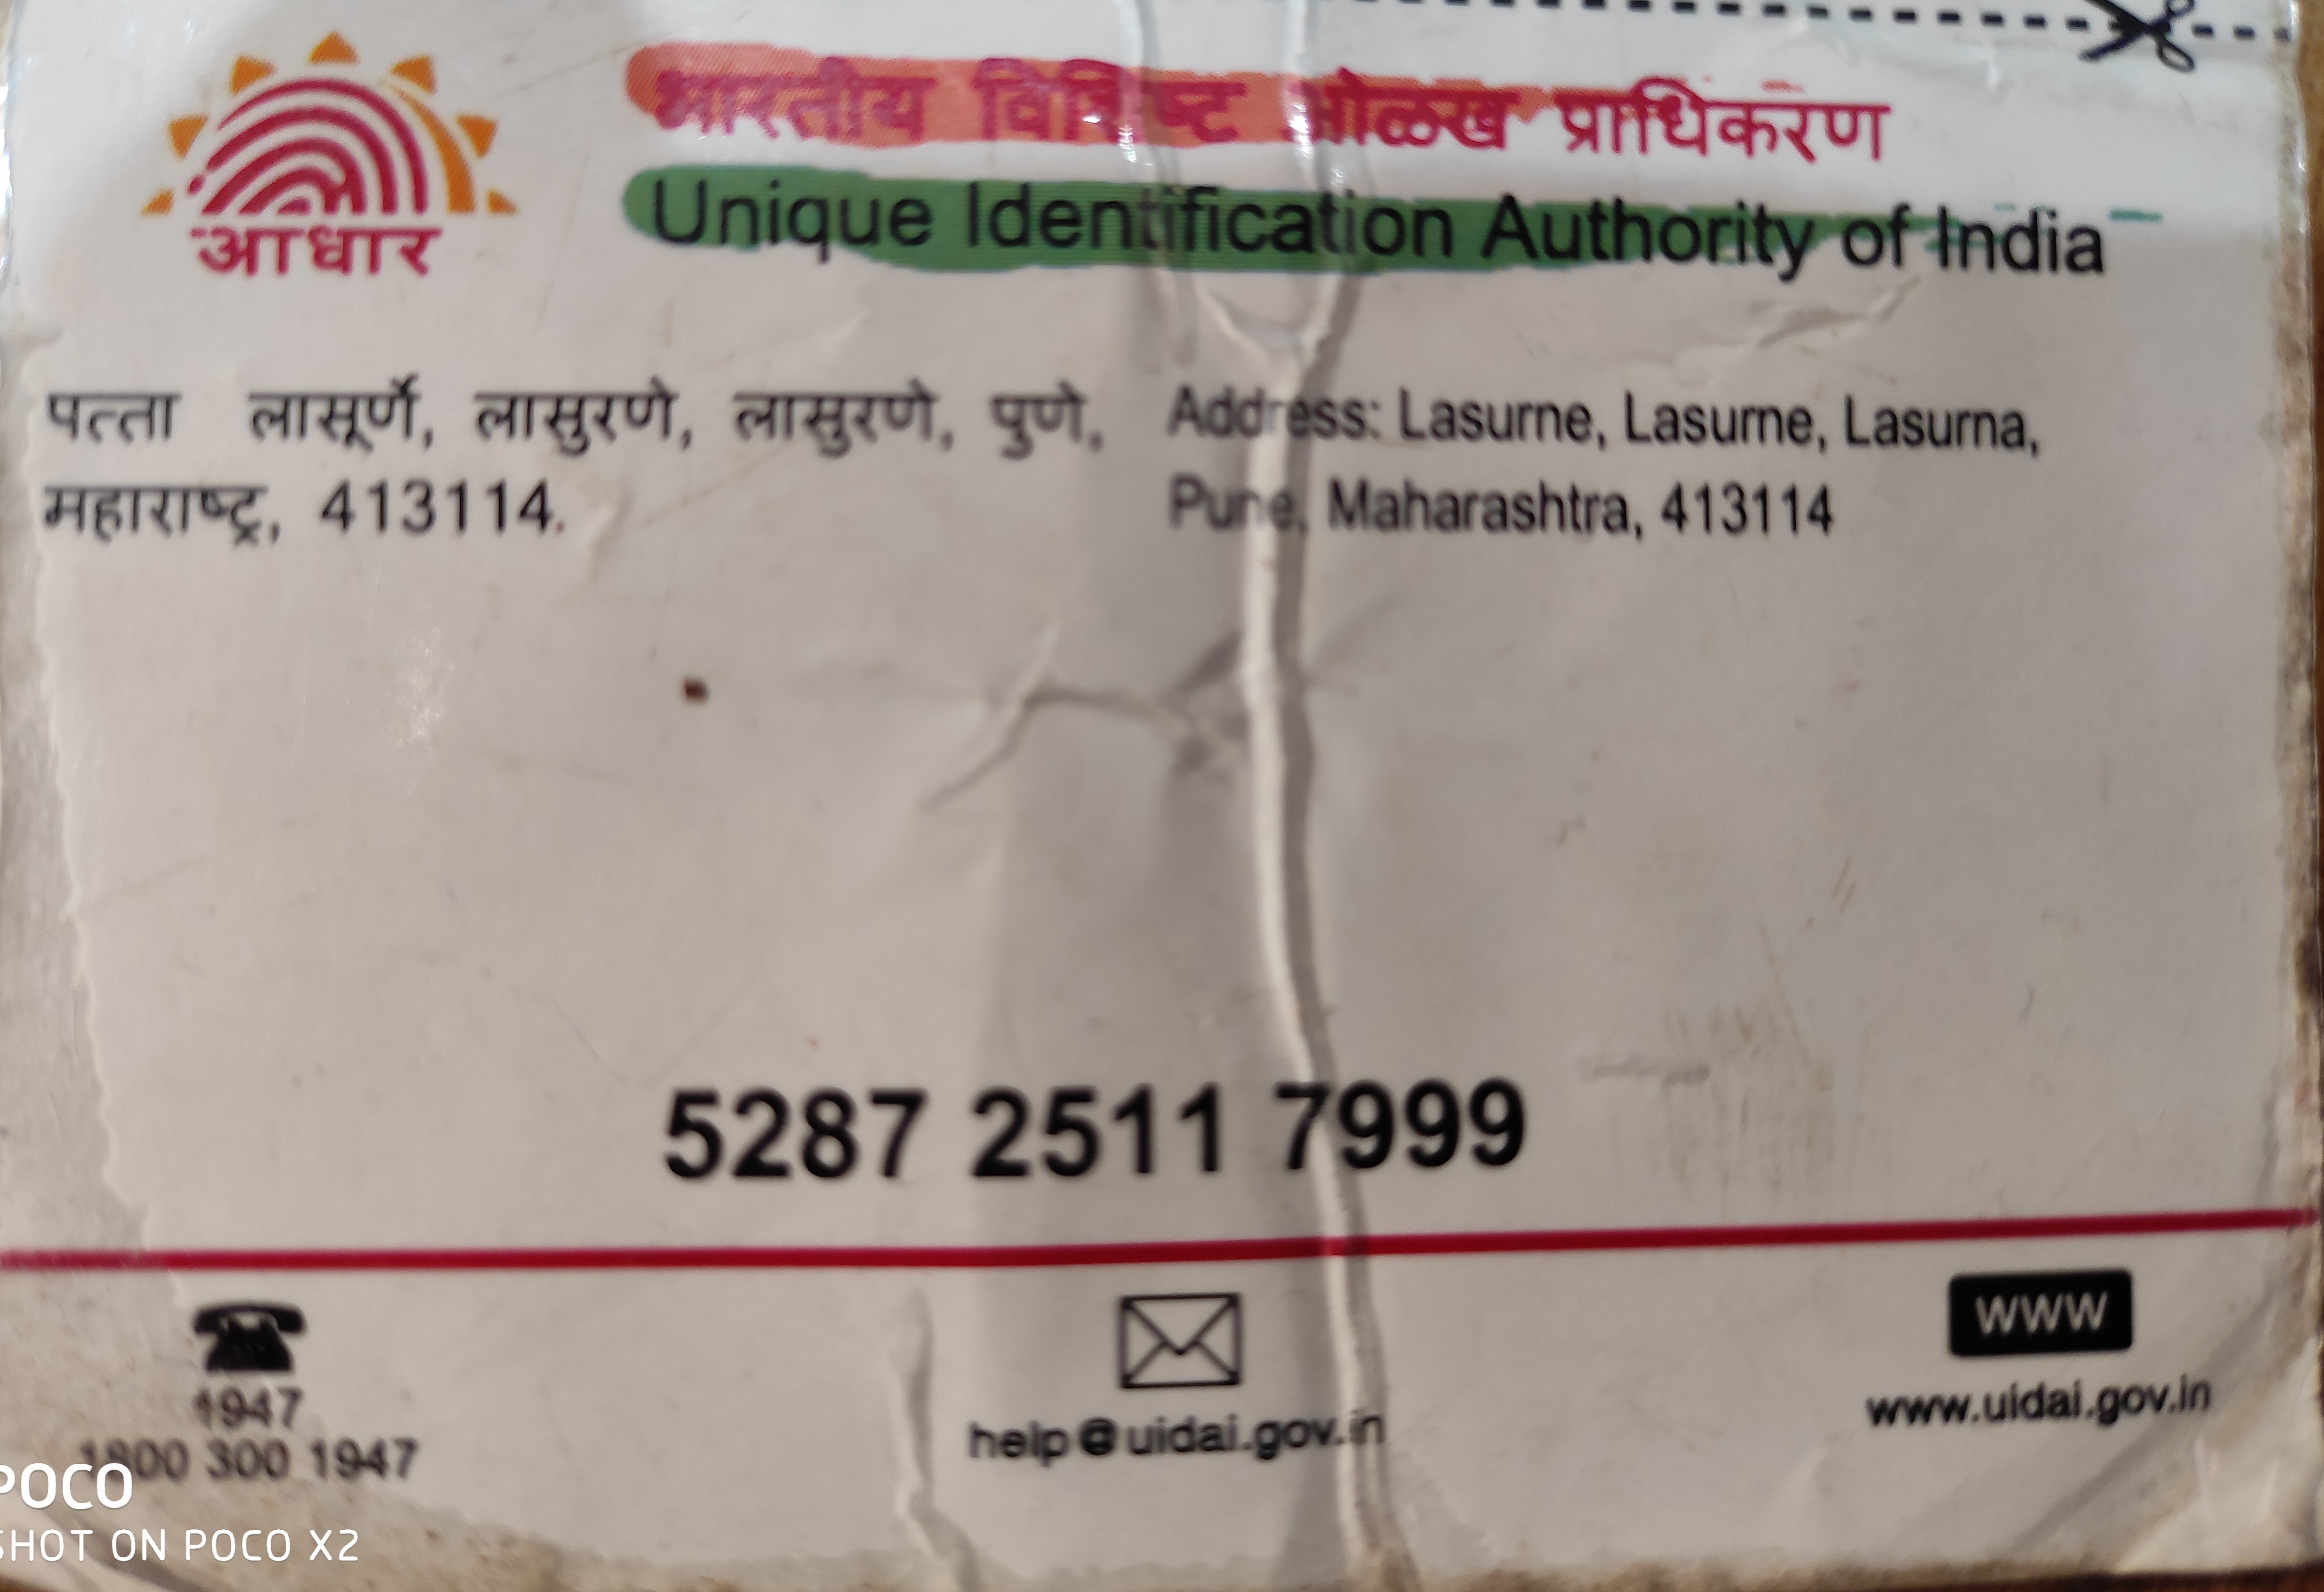 भारतीय विशिष्ट ओळख प्राधिकरण
Unique Identification Authority of India
आधार
पत्ता लासूर्णे, लासुरणे, लासुरणे, पुणे,
महाराष्ट्र, 413114.
Address: Lasurne, Lasurne, Lasurna,
Pune, Maharashtra, 413114
5287 2511 7999
1947
1800 300 1947
help@uidai.gov.in
www
www.uidai.gov.in
POCO
SHOT ON POCO X2